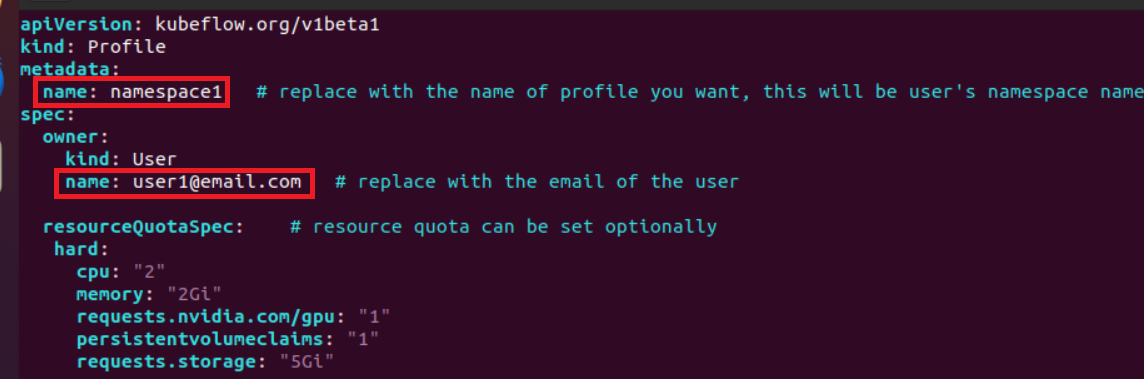 apiVersion: kubeflow.org/v1beta1
kind: Profile
metadata:
  name: namespace1   # replace with the name of profile you want, this will be user's namespace name
spec:
  owner:
    kind: User
    name: user1@email.com   # replace with the email of the user
  resourceQuotaSpec:    # resource quota can be set optionally
   hard:
     cpu: "2"
     memory: "2Gi"
     requests.nvidia.com/gpu: "1"
     persistentvolumeclaims: "1"
     requests.storage: "5Gi"